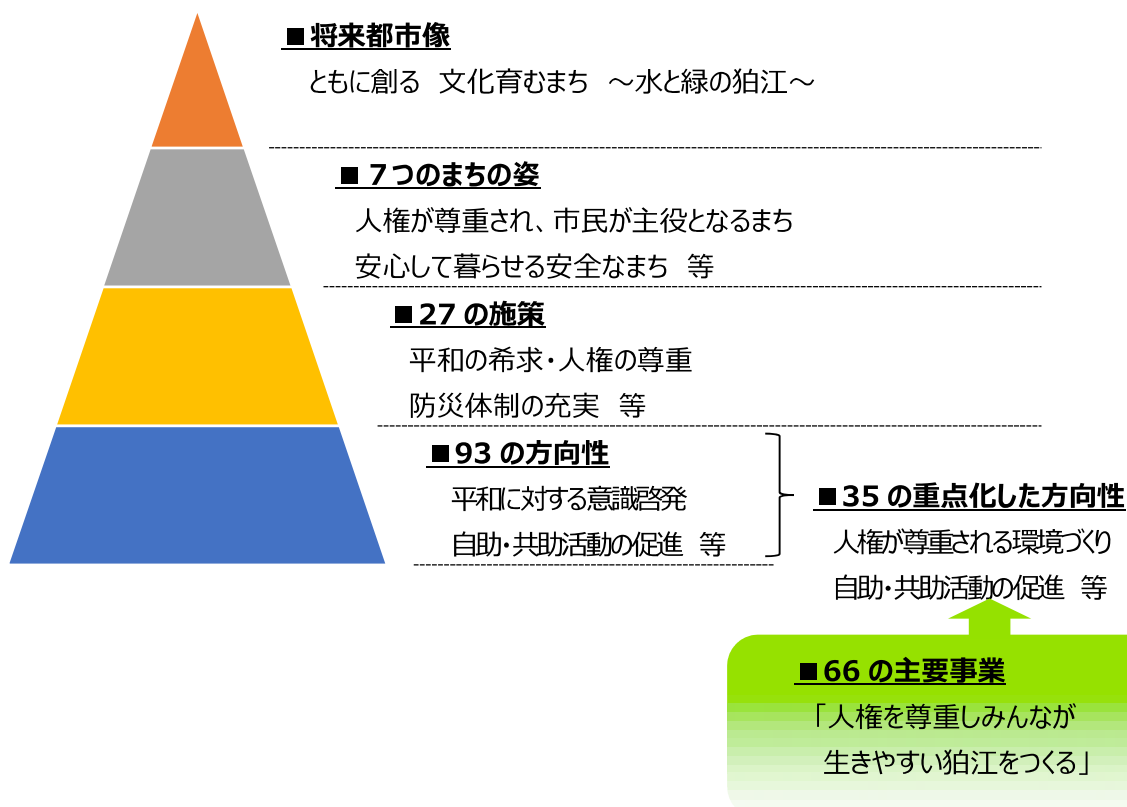 ■将来都市像
ともに創る　文化育むまち　～水と緑の狛江～
■ 7つのまちの姿
人権が尊重され、市民が主役となるまち
安心して暮らせる安全なまち　等
■27 の施策
平和の希求・人権の尊重
防災体制の充実　等
■93 の方向性
平和に対する意識啓発
自助・共助活動の促進　等
■35 の重点化した方向性
人権が尊重される環境づくり
自助・共助活動の促進　等
■66 の主要事業
「人権を尊重しみんなが
生きやすい狛江をつくる」